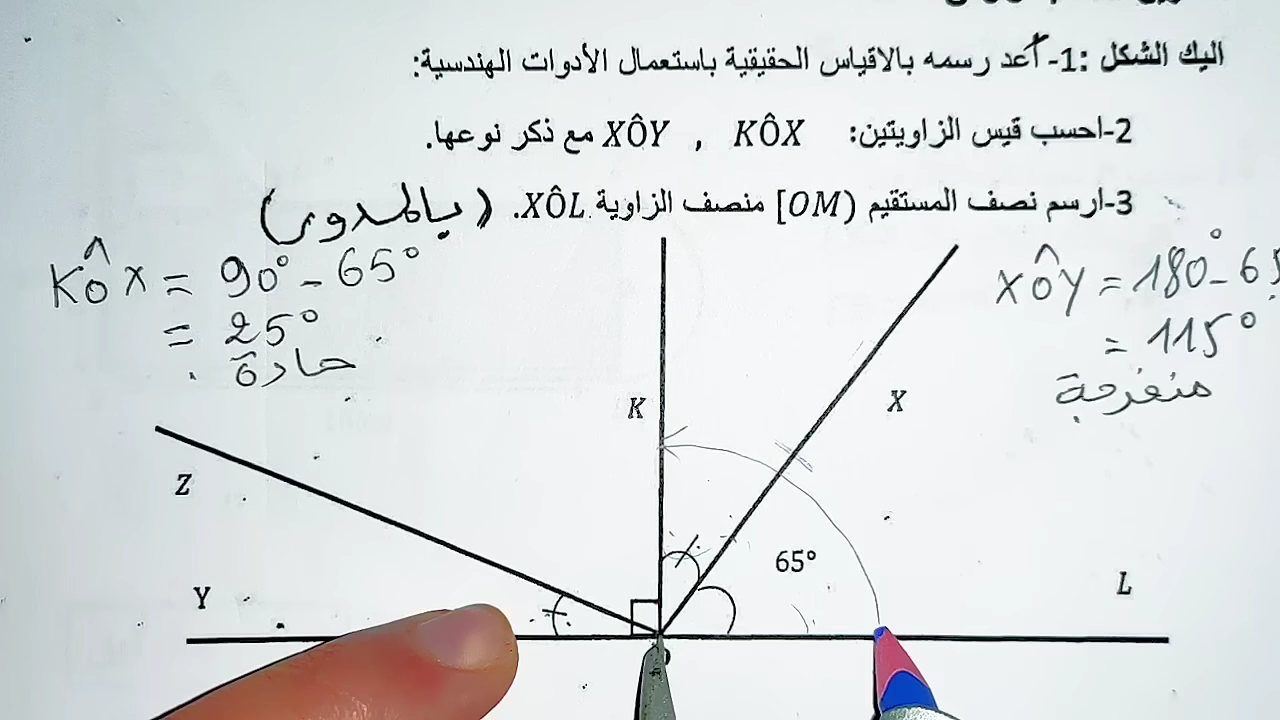 اليك الشكل :1- أعد رسمه بالاقياس الحقيقية باستعمال الأدوات الهندسية:
2-احسب قيس الزاويتين: KÔX , XÔY مع ذكر نوعها.
3-ارسم نصف المستقيم [OM) منصف الزاوية XÔL. (بالمدور)
KÔX = 90° - 65°
= 25°
حادة
XÔY = 180° - 65
= 115°
منفرجة
K
X
Z
65°
Y
L